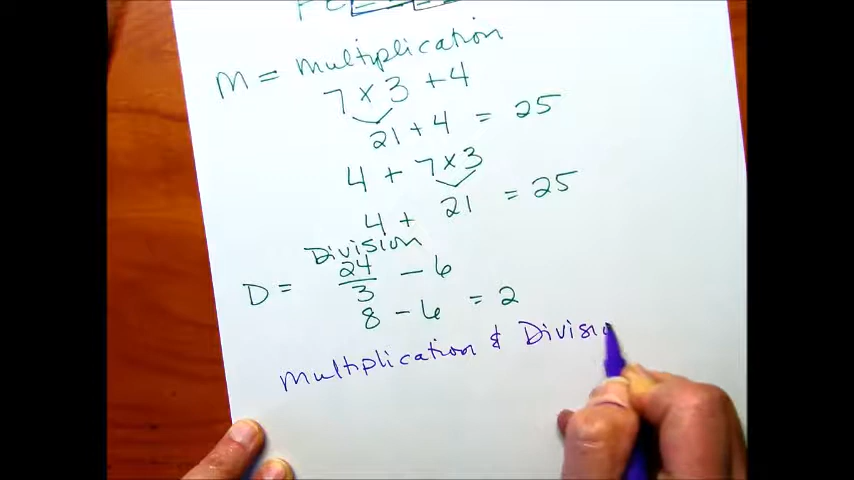 M = Multiplication
7 x 3 + 4
21 + 4 = 25
4 + 7 x 3
4 + 21 = 25
Division
D = 24/3 - 6
8 - 6 = 2
Multiplication & Divisio